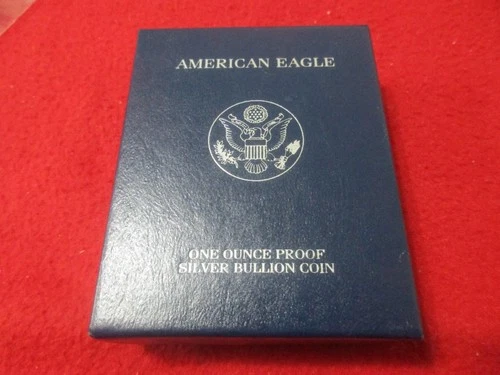 AMERICAN EAGLE
ONE OUNCE PROOF
SILVER BULLION COIN